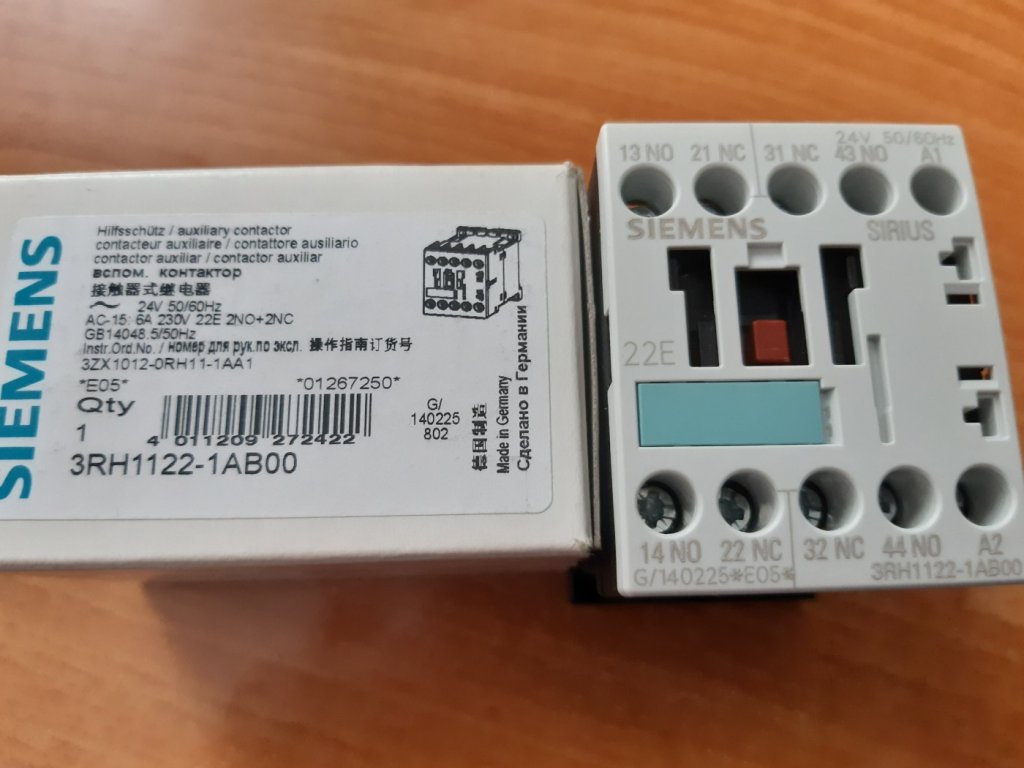 SIEMENS
Hilfsschütz / auxiliary contactor
contacteur auxiliaire / contattore ausiliario
contactor auxiliar / contactor auxiliar
вспом. контактор
接触器式继电器
~ 24V 50/60Hz
AC-15: 6A 230V 22E 2NO+2NC
GB14048.5/50Hz
Instr.Ord.No. / номер для рук.по эксл. 操作指南订货号
3ZX1012-0RH11-1AA1
*E05* *01267250*
Qty
1
4 011209 272422
3RH1122-1AB00
G/
140225
802
德国制造
Made in Germany
Сделано в Германии
24V 50/60Hz
13 NO 21 NC 31 NC 43 NO A1
SIEMENS SIRIUS
22E
14 NO 22 NC 32 NC 44 NO A2
G/140225*E05* 3RH1122-1AB00